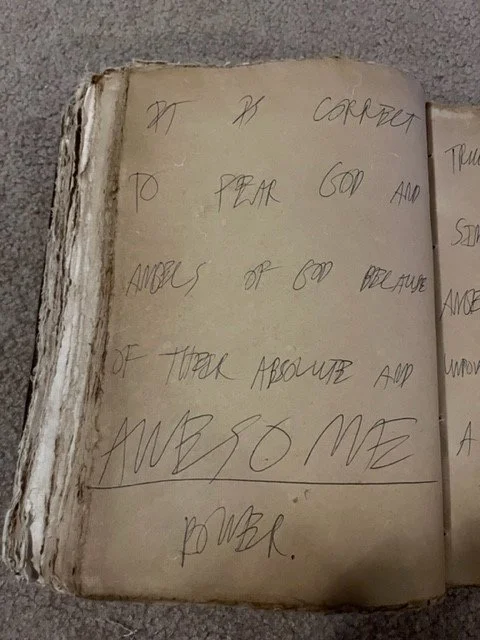 IT IS CORRECT
TO FEAR GOD AND
ANGELS OF GOD BECAUSE
OF THEIR ABSOLUTE AND
AWESOME
POWER.
A